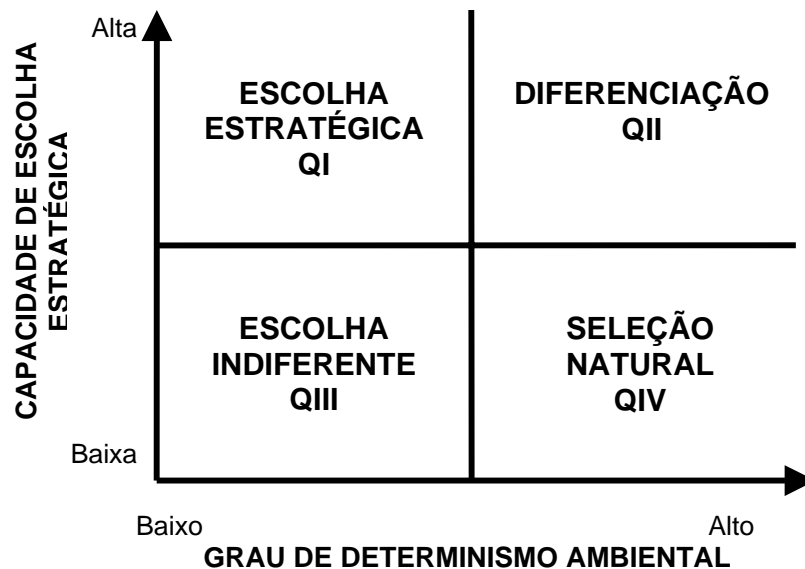 Alta
CAPACIDADE DE ESCOLHA
ESTRATÉGICA
ESCOLHA
ESTRATÉGICA
QI
DIFERENCIAÇÃO
QII
ESCOLHA
INDIFERENTE
QIII
SELEÇÃO
NATURAL
QIV
Baixa
Baixo
Alto
GRAU DE DETERMINISMO AMBIENTAL